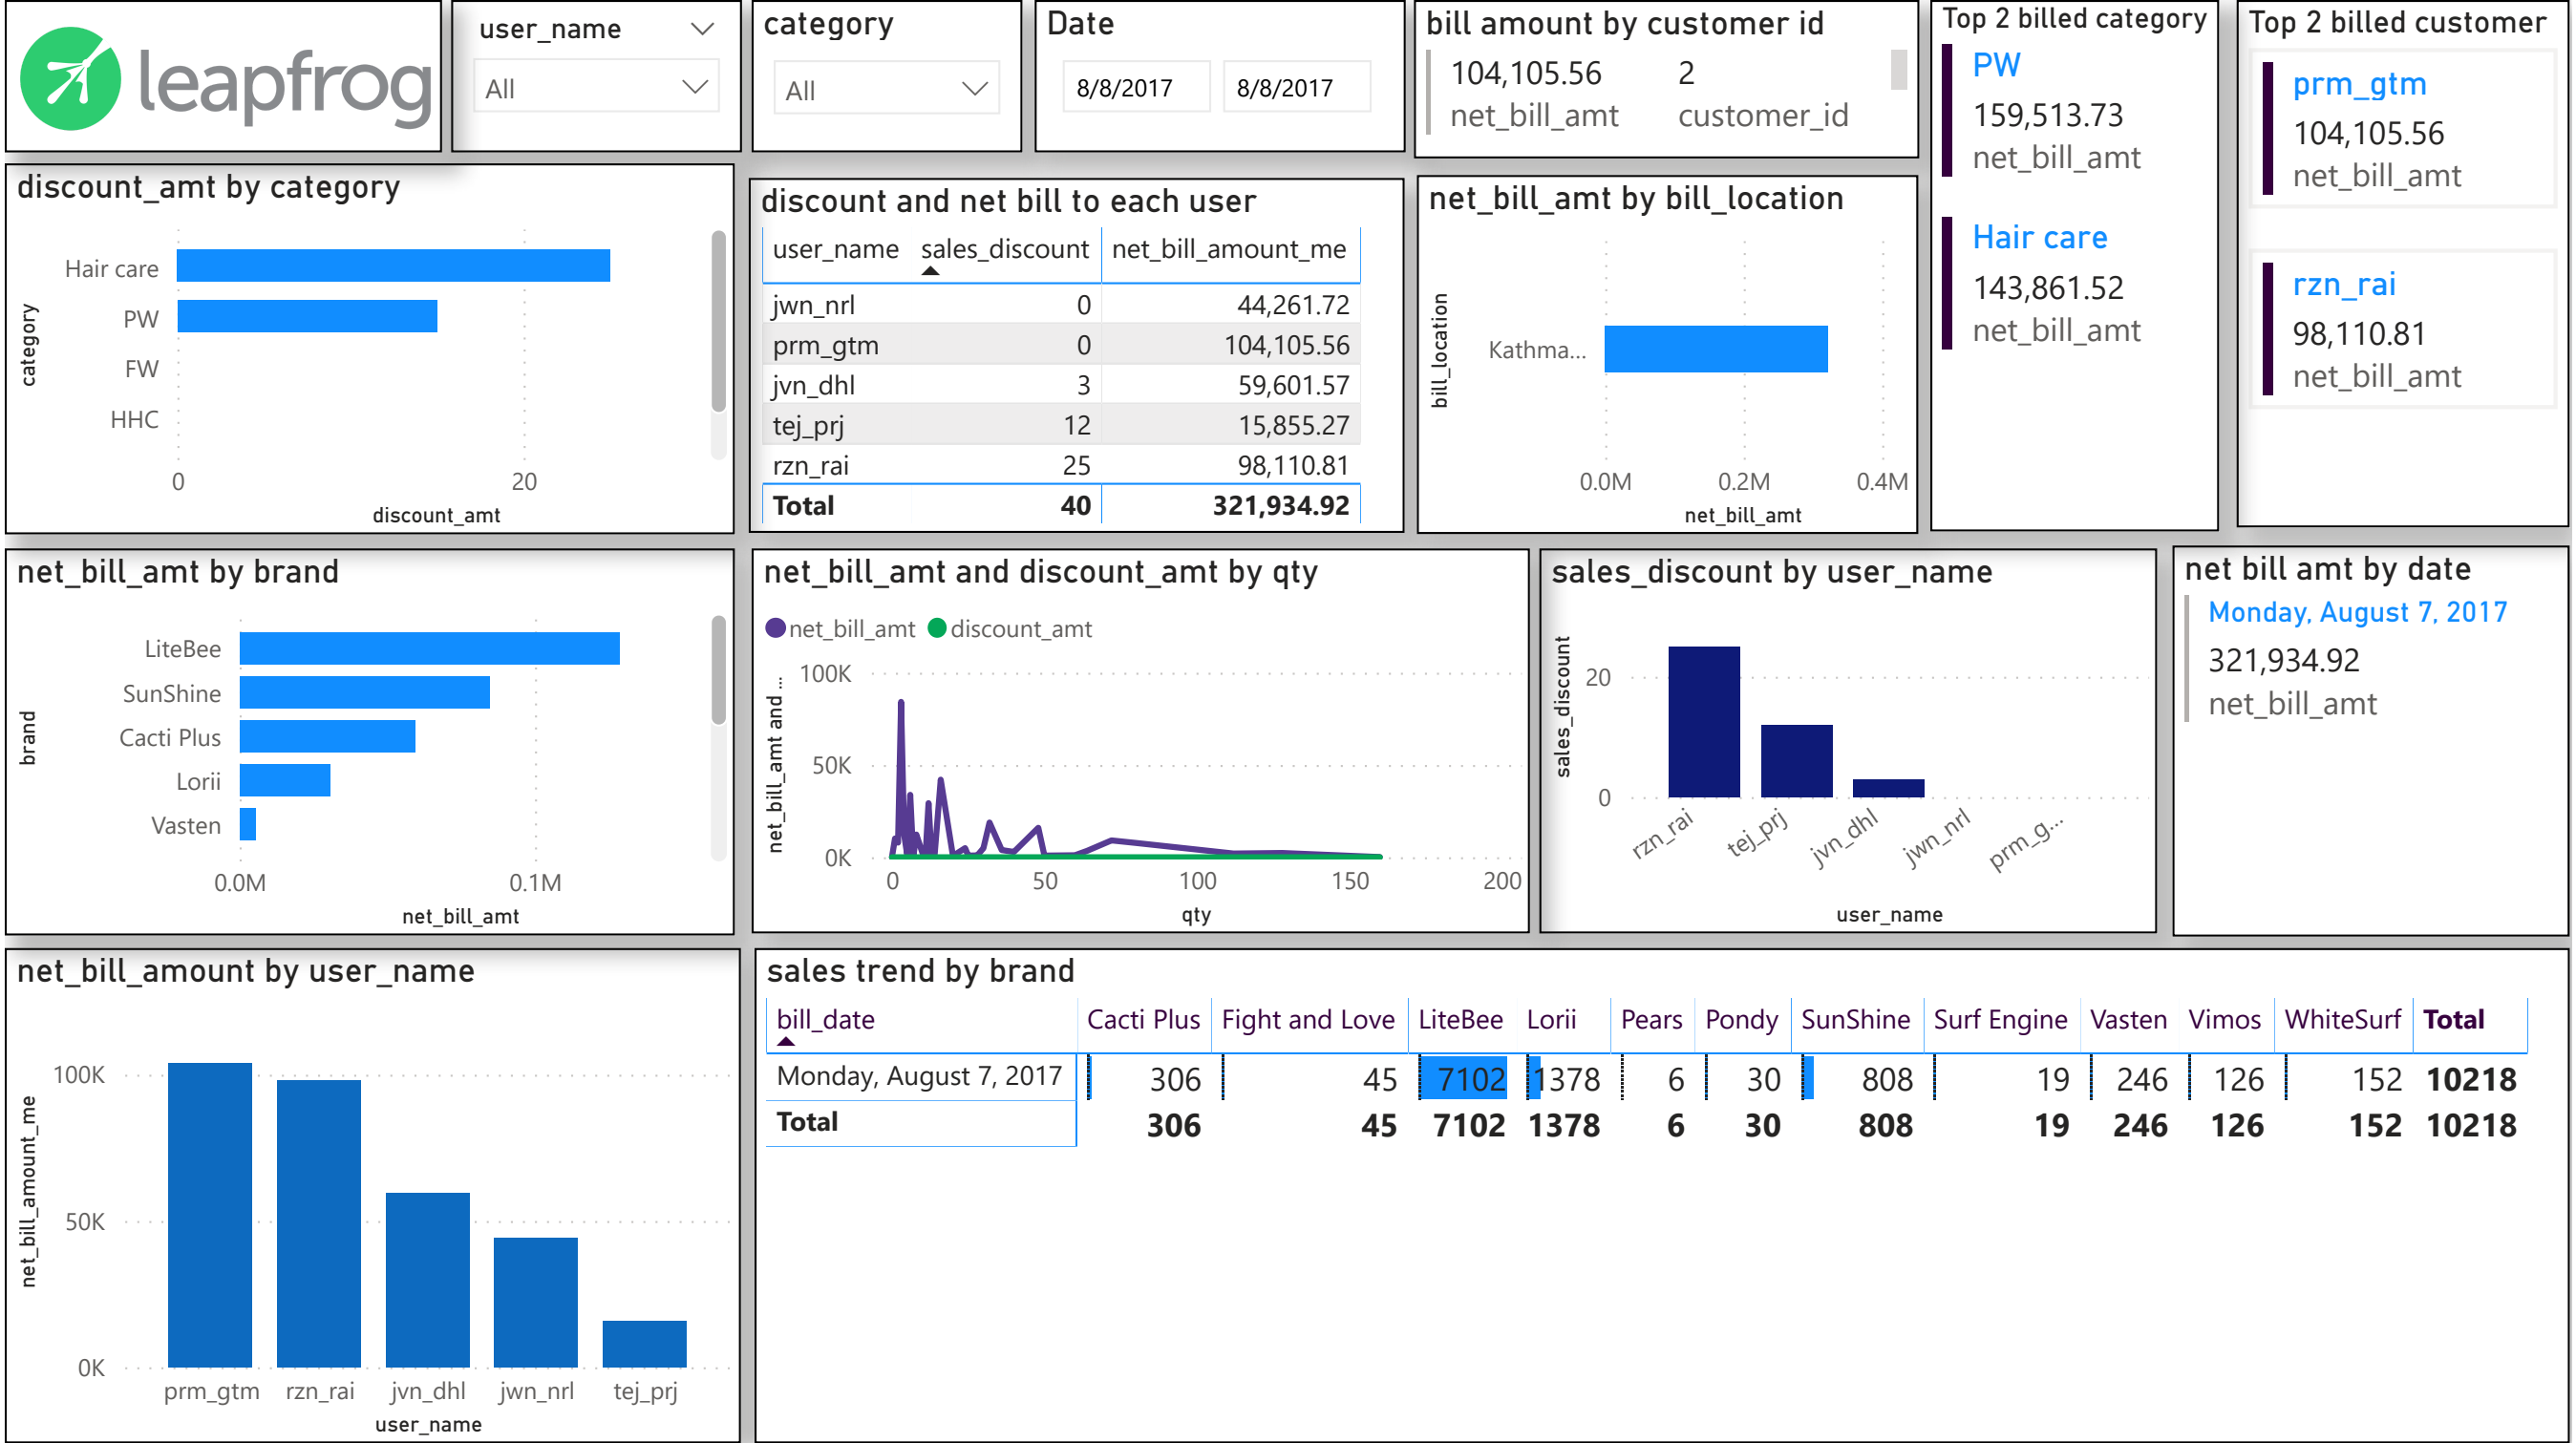 leapfrog
user_name
All
category
All
Date
8/8/2017 8/8/2017
bill amount by customer id
104,105.56 2
net_bill_amt customer_id
Top 2 billed category
PW
159,513.73
net_bill_amt
Hair care
143,861.52
net_bill_amt
Top 2 billed customer
prm_gtm
104,105.56
net_bill_amt
rzn_rai
98,110.81
net_bill_amt
discount_amt by category
category
Hair care
PW
FW
HHC
0 20
discount_amt
discount and net bill to each user
user_name sales_discount net_bill_amount_me
jwn_nrl 0 44,261.72
prm_gtm 0 104,105.56
jvn_dhl 3 59,601.57
tej_prj 12 15,855.27
rzn_rai 25 98,110.81
Total 40 321,934.92
net_bill_amt by bill_location
bill_location
Kathma...
0.0M 0.2M 0.4M
net_bill_amt
net_bill_amt by brand
brand
LiteBee
SunShine
Cacti Plus
Lorii
Vasten
0.0M 0.1M
net_bill_amt
net_bill_amt and discount_amt by qty
net_bill_amt discount_amt
net_bill_amt and ...
100K
50K
0K
0 50 100 150 200
qty
sales_discount by user_name
sales_discount
20
0
rzn_rai tej_prj jvn_dhl jwn_nrl prm_g...
user_name
net bill amt by date
Monday, August 7, 2017
321,934.92
net_bill_amt
net_bill_amount by user_name
net_bill_amount_me
100K
50K
0K
prm_gtm rzn_rai jvn_dhl jwn_nrl tej_prj
user_name
sales trend by brand
bill_date Cacti Plus Fight and Love LiteBee Lorii Pears Pondy SunShine Surf Engine Vasten Vimos WhiteSurf Total
Monday, August 7, 2017 306 45 7102 1378 6 30 808 19 246 126 152 10218
Total 306 45 7102 1378 6 30 808 19 246 126 152 10218